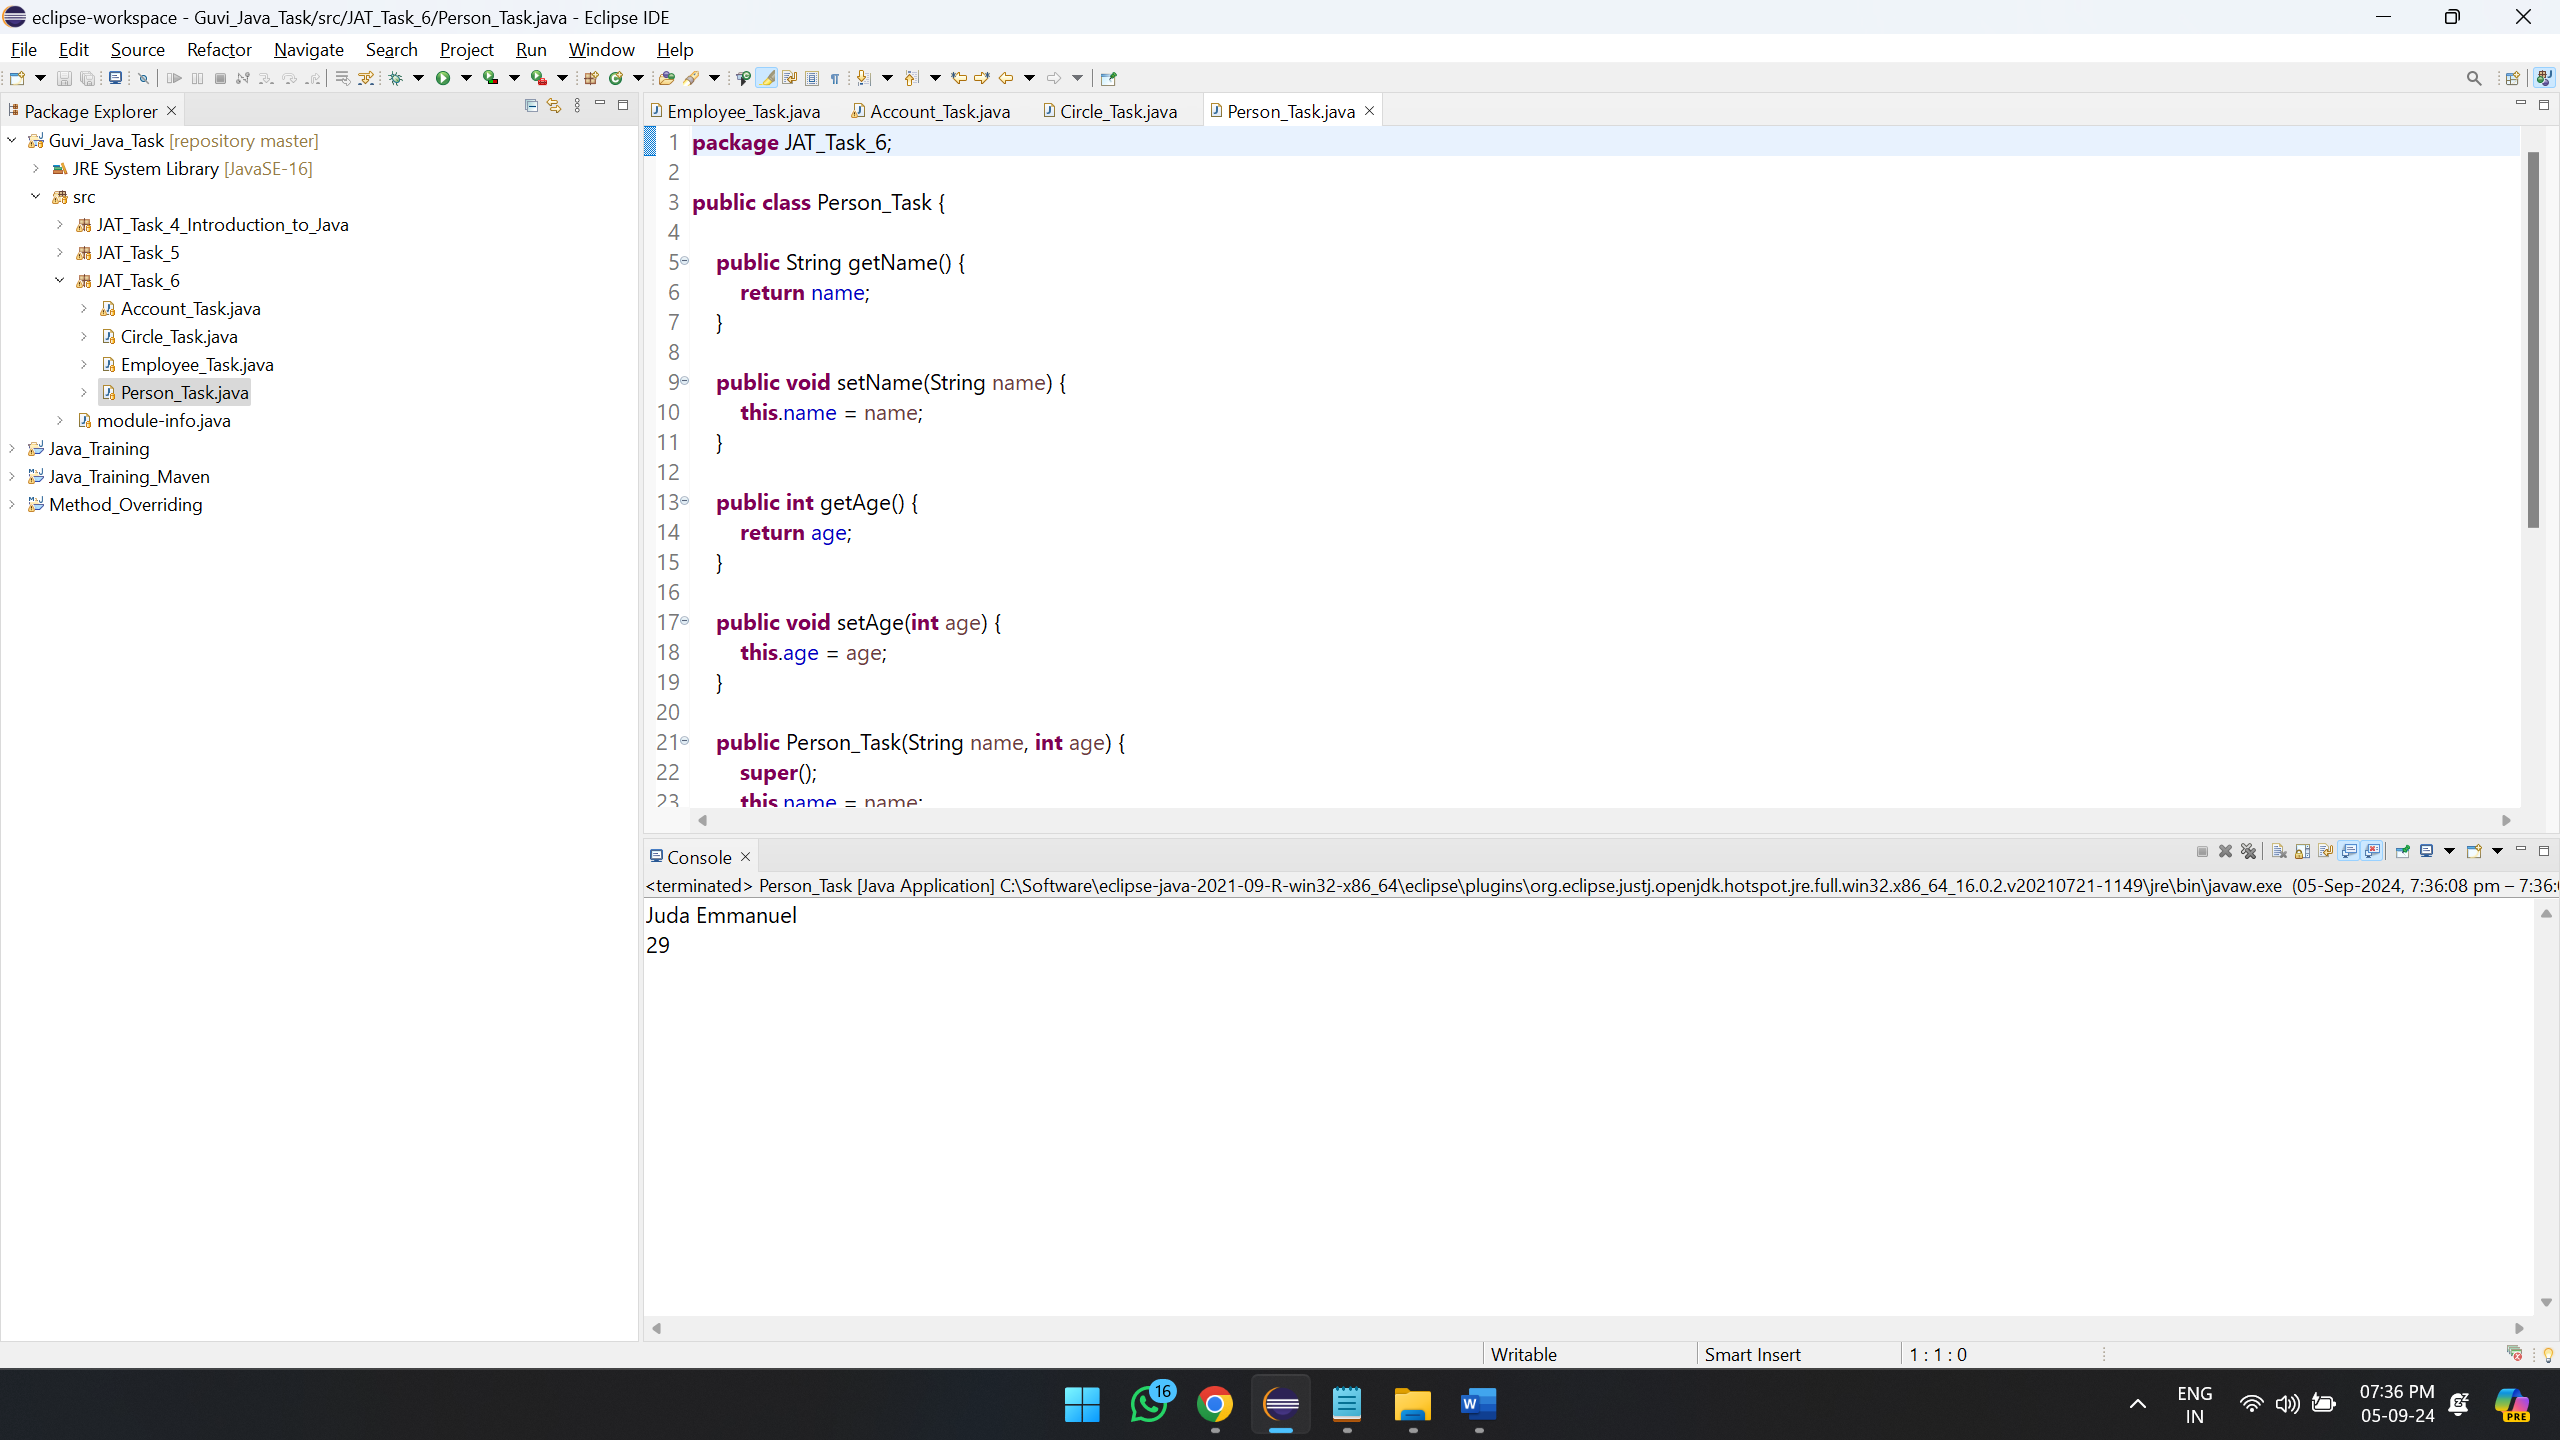 eclipse-workspace - Guvi_Java_Task/src/JAT_Task_6/Person_Task.java - Eclipse IDE
File Edit Source Refactor Navigate Search Project Run Window Help
Package Explorer
Guvi_Java_Task [repository master]
JRE System Library [JavaSE-16]
src
JAT_Task_4_Introduction_to_Java
JAT_Task_5
JAT_Task_6
Account_Task.java
Circle_Task.java
Employee_Task.java
Person_Task.java
module-info.java
Java_Training
Java_Training_Maven
Method_Overriding
Employee_Task.java Account_Task.java Circle_Task.java Person_Task.java
1 package JAT_Task_6;
2
3 public class Person_Task {
4
5 public String getName() {
6 return name;
7 }
8
9 public void setName(String name) {
10 this.name = name;
11 }
12
13 public int getAge() {
14 return age;
15 }
16
17 public void setAge(int age) {
18 this.age = age;
19 }
20
21 public Person_Task(String name, int age) {
22 super();
23 this.name = name;
Console
<terminated> Person_Task [Java Application] C:\Software\eclipse-java-2021-09-R-win32-x86_64\eclipse\plugins\org.eclipse.justj.openjdk.hotspot.jre.full.win32.x86_64_16.0.2.v20210721-1149\jre\bin\javaw.exe (05-Sep-2024, 7:36:08 pm – 7:36:
Juda Emmanuel
29
Writable Smart Insert 1 : 1 : 0
16
W
ENG
IN
07:36 PM
05-09-24
PRE